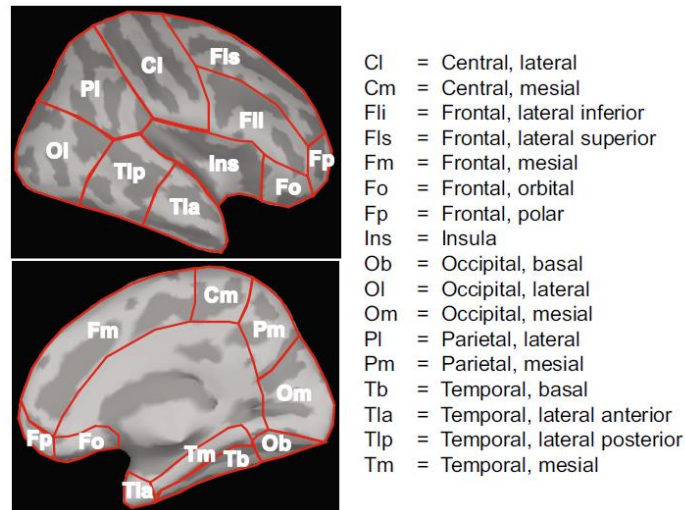 Fls
Cl
Pl
Fli
Ol
Ins
Fp
Tlp
Fo
Tla
Cm
Fm
Pm
Om
Fp
Fo
Ob
Tm
Tb
Tla
Cl = Central, lateral
Cm = Central, mesial
Fli = Frontal, lateral inferior
Fls = Frontal, lateral superior
Fm = Frontal, mesial
Fo = Frontal, orbital
Fp = Frontal, polar
Ins = Insula
Ob = Occipital, basal
Ol = Occipital, lateral
Om = Occipital, mesial
Pl = Parietal, lateral
Pm = Parietal, mesial
Tb = Temporal, basal
Tla = Temporal, lateral anterior
Tlp = Temporal, lateral posterior
Tm = Temporal, mesial